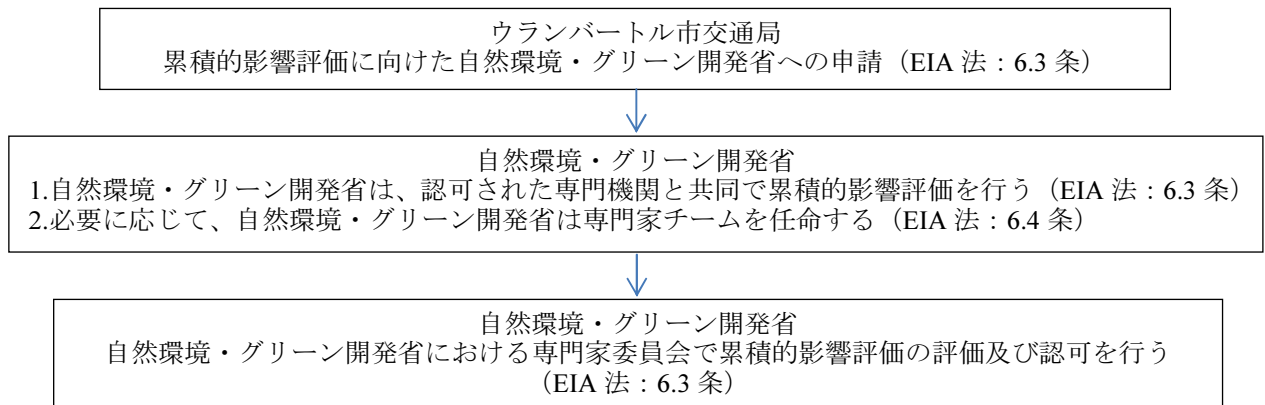 ウランバートル市交通局
累積的影響評価に向けた自然環境・グリーン開発省への申請（EIA 法：6.3 条）
自然環境・グリーン開発省
1.自然環境・グリーン開発省は、認可された専門機関と共同で累積的影響評価を行う（EIA 法：6.3 条）
2.必要に応じて、自然環境・グリーン開発省は専門家チームを任命する（EIA 法：6.4 条）
自然環境・グリーン開発省
自然環境・グリーン開発省における専門家委員会で累積的影響評価の評価及び認可を行う
（EIA 法：6.3 条）